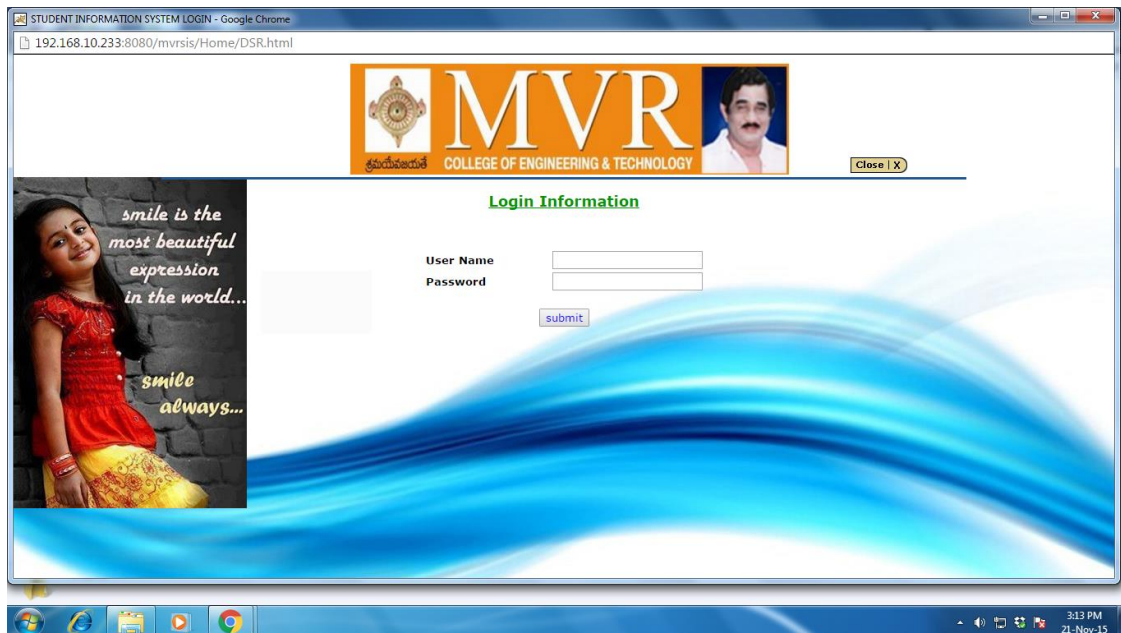 STUDENT INFORMATION SYSTEM LOGIN - Google Chrome
192.168.10.233:8080/mvrsis/Home/DSR.html
MVR
శ్రమయేవజయతే
COLLEGE OF ENGINEERING & TECHNOLOGY
Close | X
Login Information
smile is the
most beautiful
expression
in the world...
smile
always...
User Name
Password
submit
3:13 PM
21-Nov-15